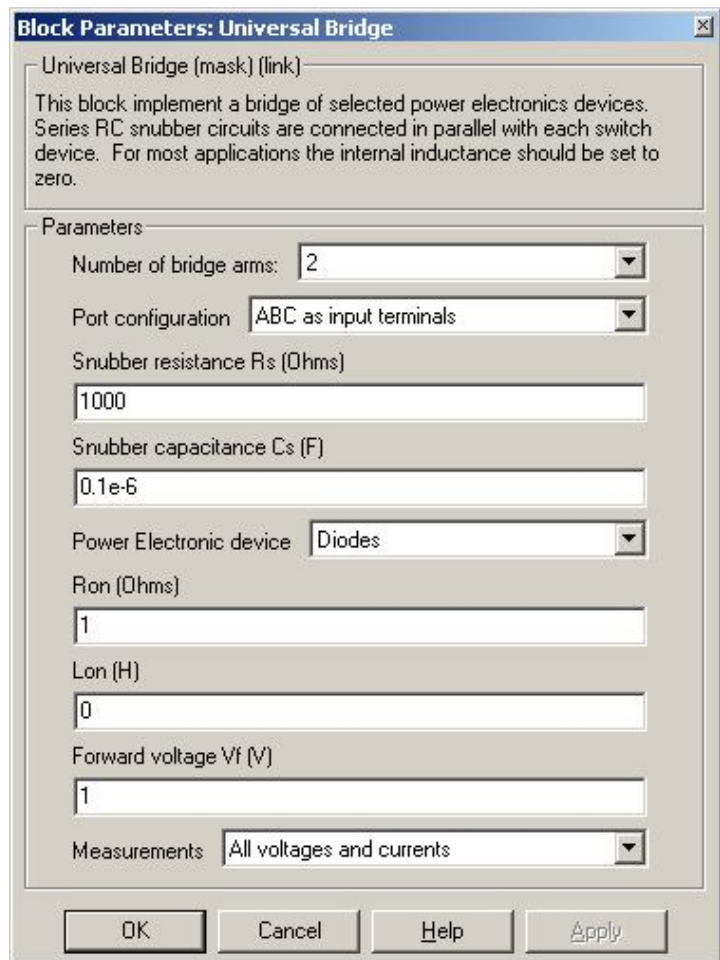 Block Parameters: Universal Bridge
Universal Bridge (mask) (link)
This block implement a bridge of selected power electronics devices.
Series RC snubber circuits are connected in parallel with each switch
device. For most applications the internal inductance should be set to
zero.
Parameters
Number of bridge arms: 2
Port configuration ABC as input terminals
Snubber resistance Rs (Ohms)
1000
Snubber capacitance Cs (F)
0.1e-6
Power Electronic device Diodes
Ron (Ohms)
1
Lon (H)
0
Forward voltage Vf (V)
1
Measurements All voltages and currents
OK Cancel Help Apply